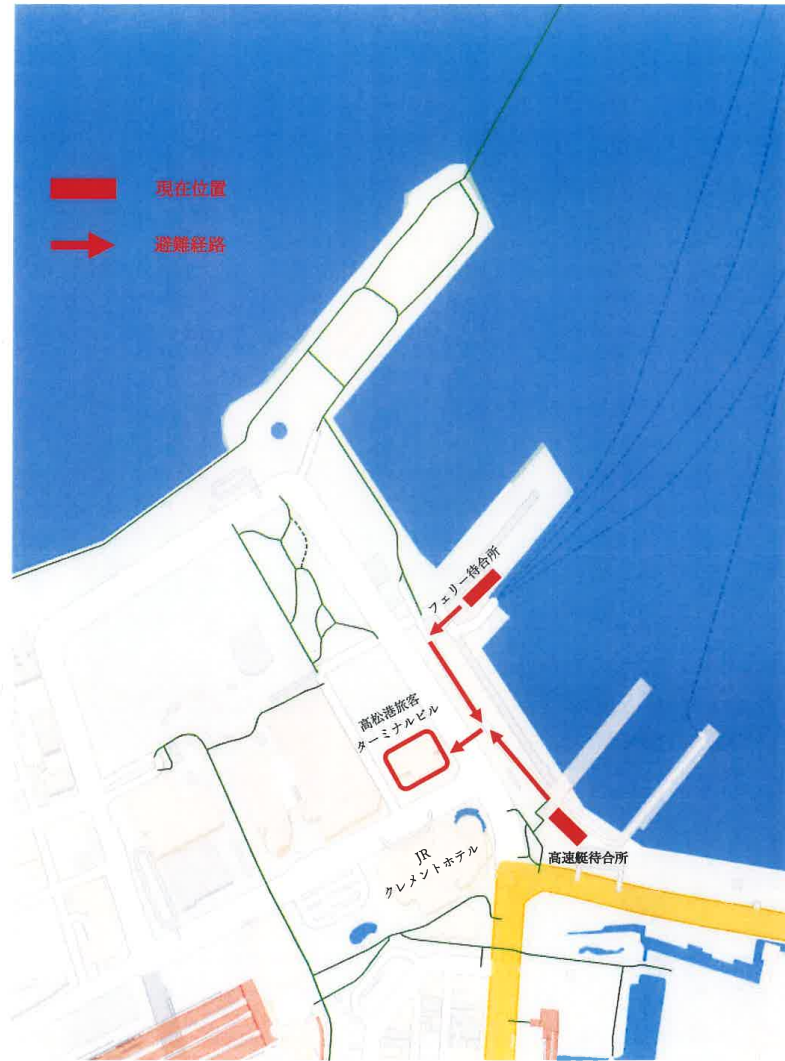 現在位置
避難経路
フェリー待合所
高松港旅客
ターミナルビル
JR
クレメントホテル
高速艇待合所